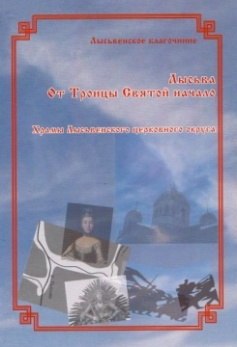 Лысьвенское благочиние
Лысьва
От Троицы Святой начало
Храмы Лысьвенского церковного округа